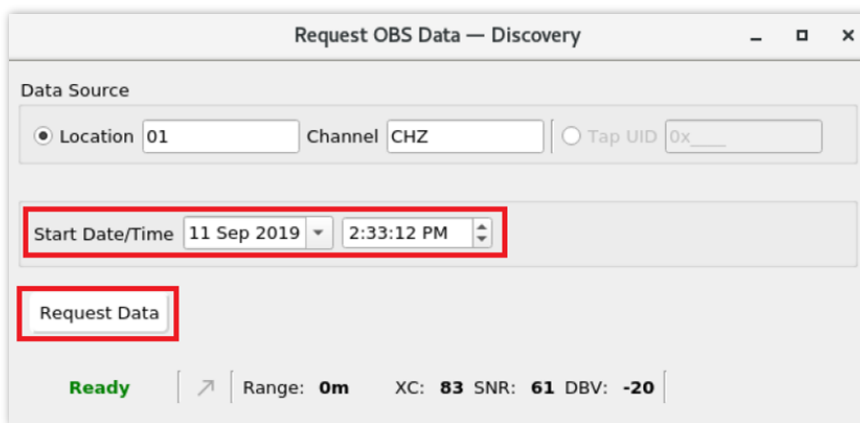 Request OBS Data — Discovery
Data Source
Location 01 Channel CHZ Tap UID 0x____
Start Date/Time 11 Sep 2019 2:33:12 PM
Request Data
Ready Range: 0m XC: 83 SNR: 61 DBV: -20